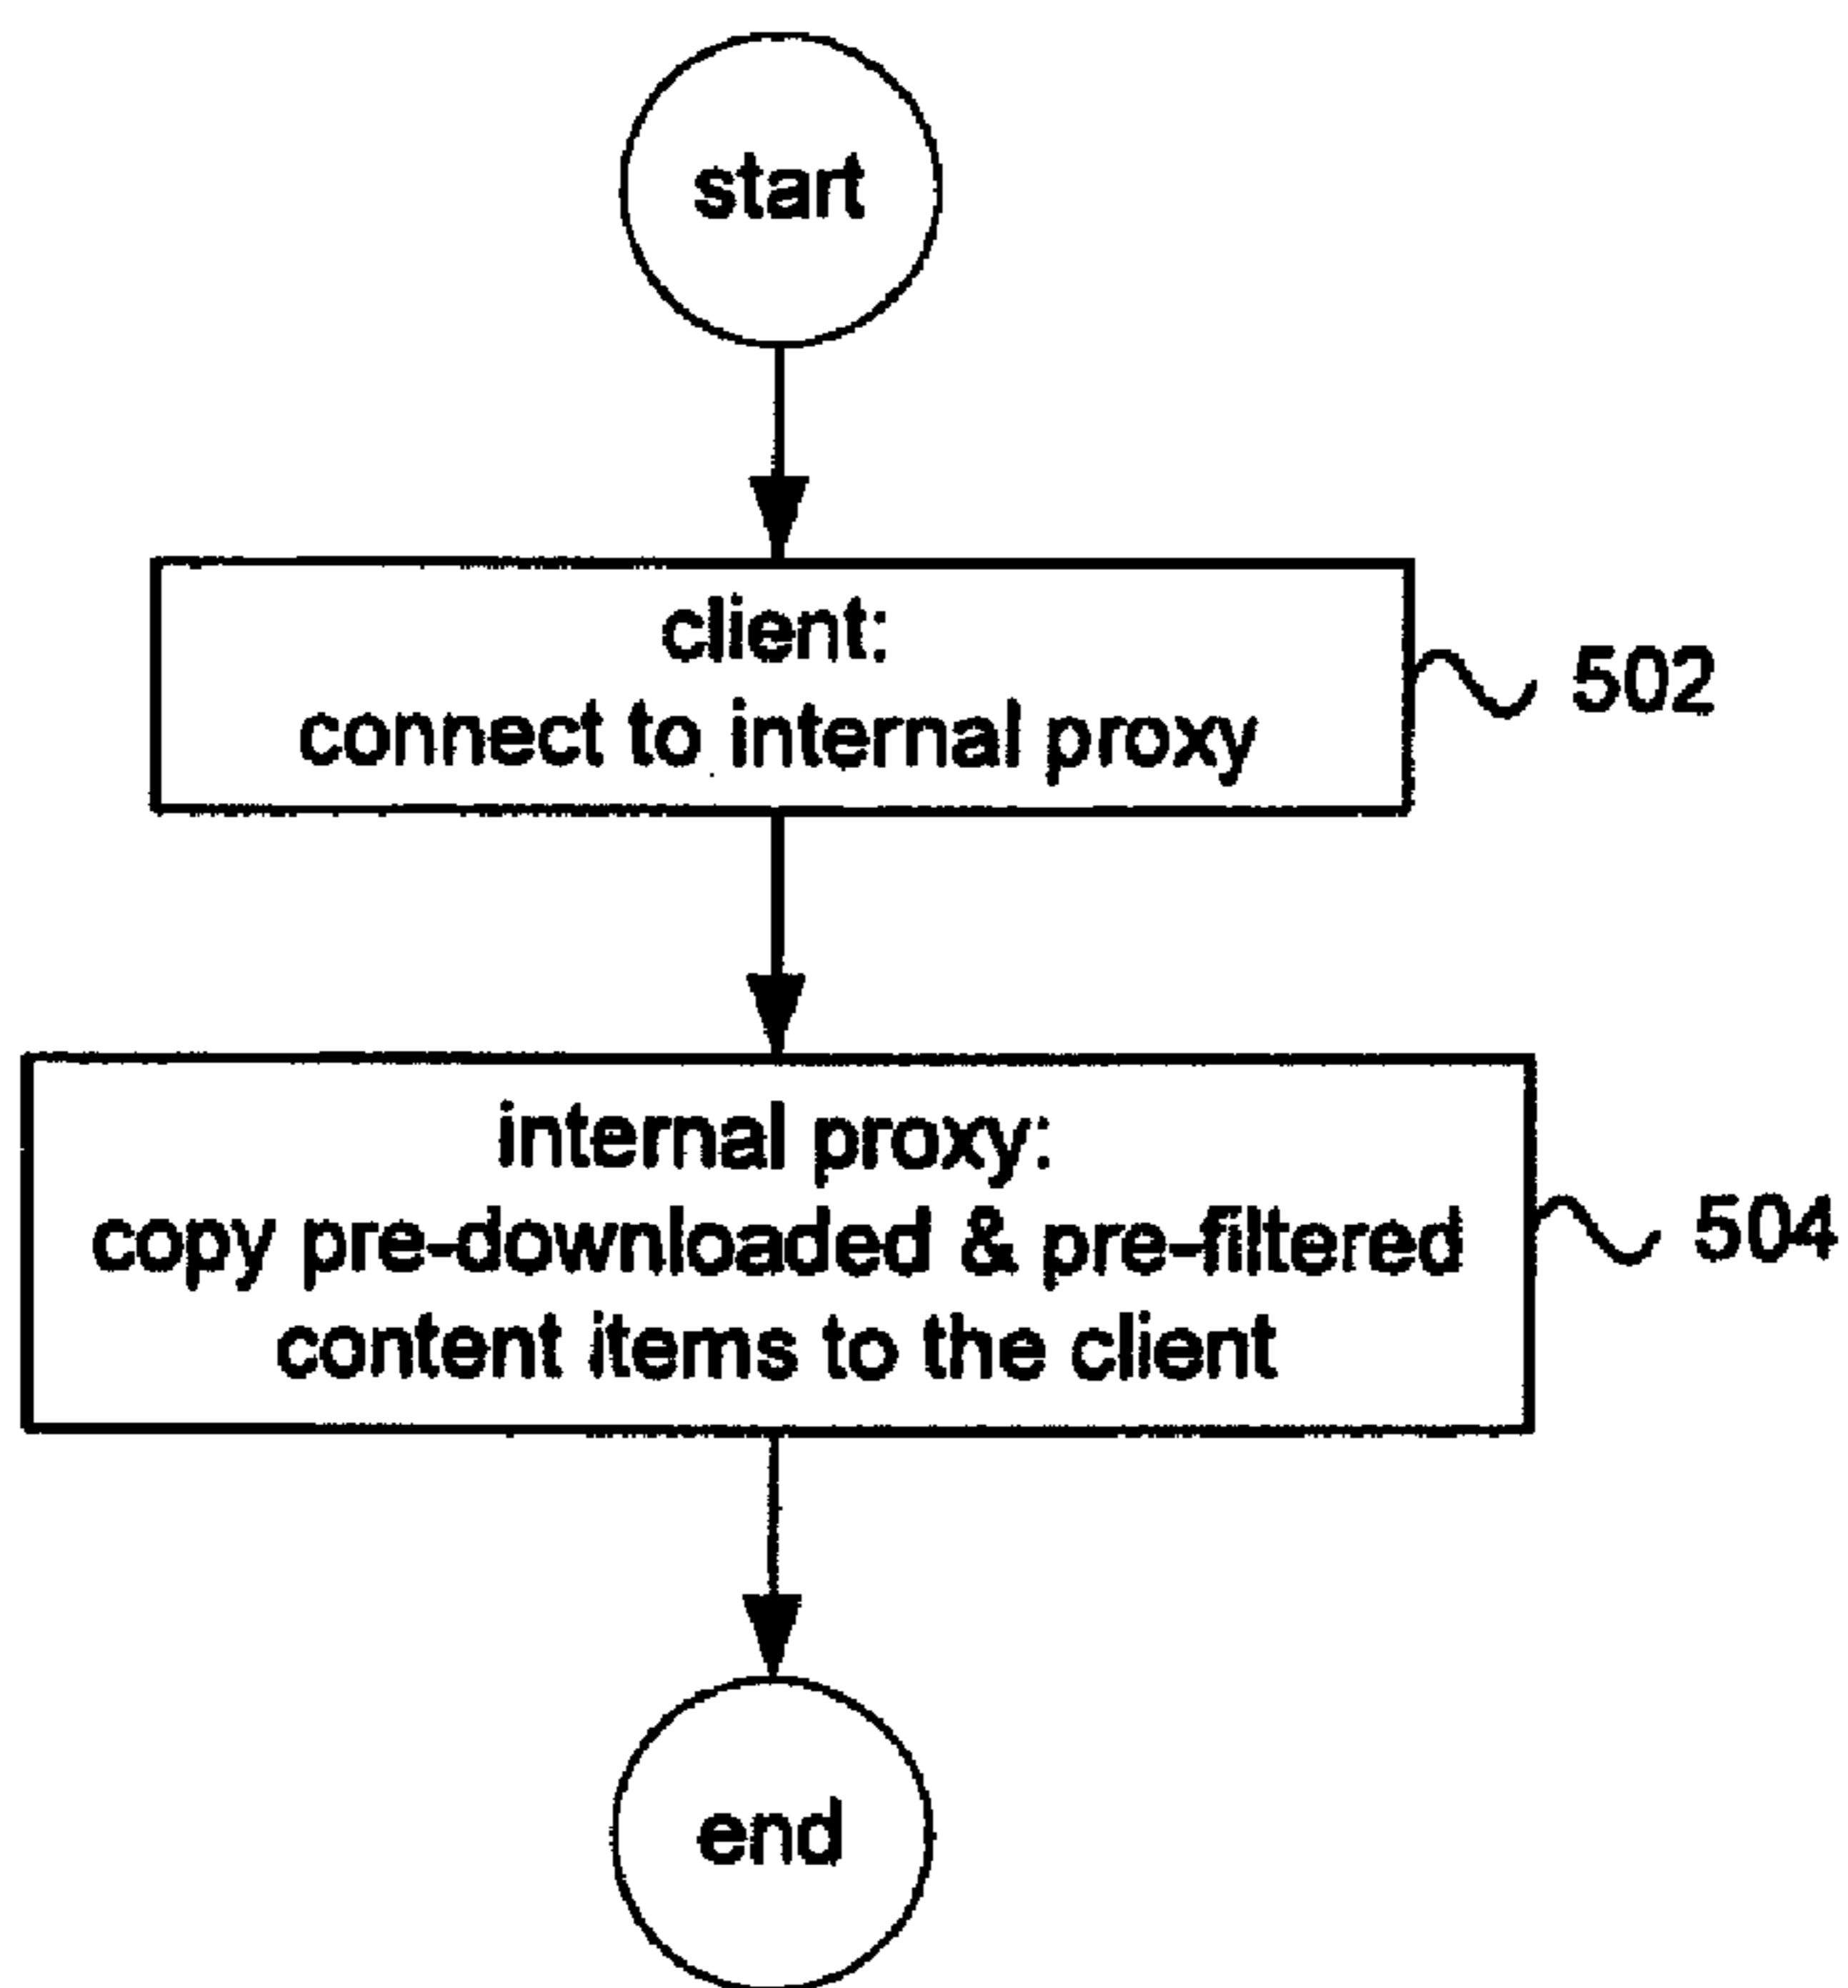 start
client:
connect to internal proxy
502
internal proxy:
copy pre-downloaded & pre-filtered
content items to the client
504
end